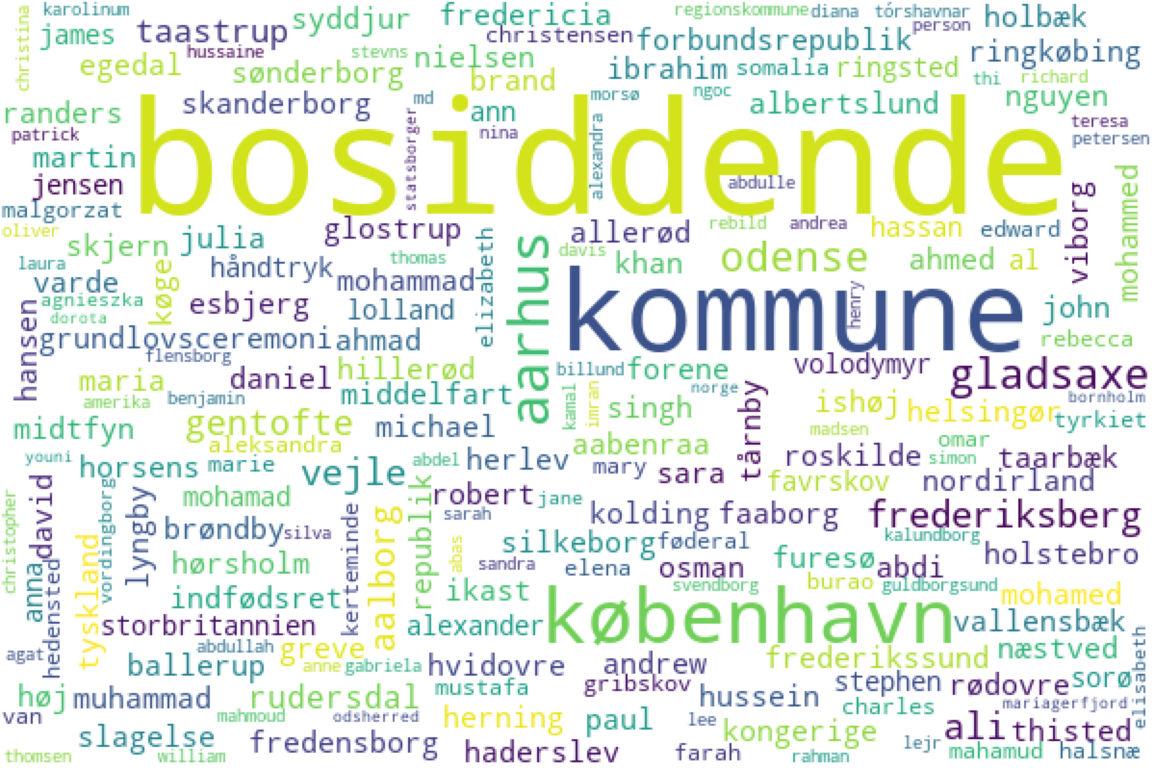 christina
karolinum
james
taastrup
syddjur
fredericia
regionskommune
diana
tórshavnar
person
holbæk
hussaine
stevns
nielsen
christensen
forbundsrepublik
ringkøbing
egedal
sønderborg
brand
ibrahim
somalia
ringsted
thi
richard
randers
skanderborg
md
ann
morsø
ngoc
albertslund
nguyen
patrick
statsborger
nina
alexandra
teresa
petersen
martin
bosiddende
jensen
abdulle
viborg
mohammed
malgorzat
oliver
skjern
julia
glostrup
elizabeth
aarhus
allerød
rebild
andrea
hassan
edward
laura
varde
køge
håndtryk
thomas
mohammad
davis
khan
odense
ahmed
al
agnieszka
dorota
esbjerg
lolland
kommune
henry
john
hansen
grundlovsceremoni
ahmad
rebecca
flensborg
maria
daniel
hillerød
billund
forene
volodymyr
gladsaxe
amerika
benjamin
middelfart
kamal
imran
norge
singh
tårnby
ishøj
helsingør
bornholm
tyrkiet
midtfyn
gentofte
michael
madsen
aleksandra
aabenraa
omar
youni
horsens
marie
vejle
abdel
herlev
mary
sara
roskilde
simon
taarbæk
christopher
david
vordingborg
lyngby
mohamad
republik
robert
jane
favrskov
nordirland
anna
brøndby
silva
kerteminde
aalborg
sarah
kolding
faaborg
frederiksberg
hedensted
tyskland
hørsholm
abas
silkeborg
føderal
kalundborg
sandra
elena
osman
furesø
abdi
holstebro
indfødsret
ikast
svendborg
burao
guldborgsund
mohamed
storbritannien
alexander
københavn
vallensbæk
agat
abdullah
greve
ballerup
anne
gabriela
hvidovre
andrew
frederikssund
næstved
elisabeth
høj
muhammad
rudersdal
mustafa
gribskov
hussein
stephen
rødovre
sorø
van
mahmoud
odsherred
herning
paul
lee
kongerige
charles
mariagerfjord
slagelse
fredensborg
ali
thisted
thomsen
william
haderslev
farah
rahman
lejr
mahamud
halsnæ